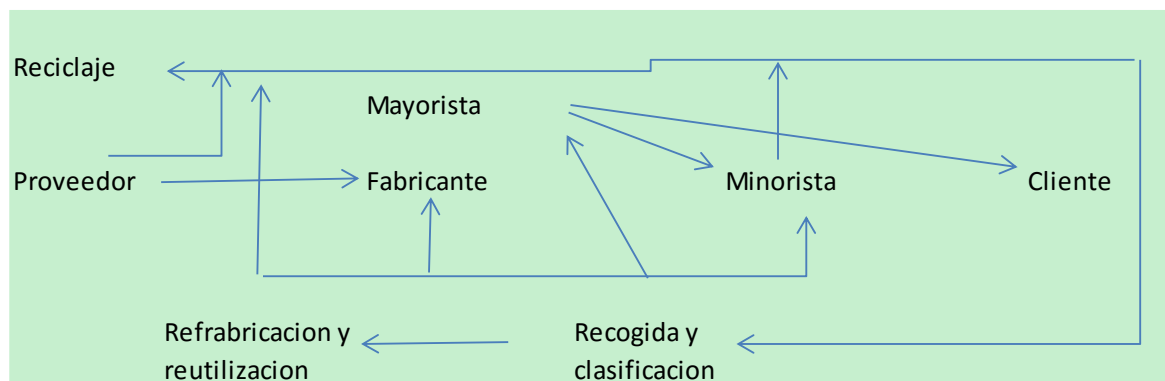 Reciclaje
Mayorista
Proveedor
Fabricante
Minorista
Cliente
Refrabricacion y
reutilizacion
Recogida y
clasificacion